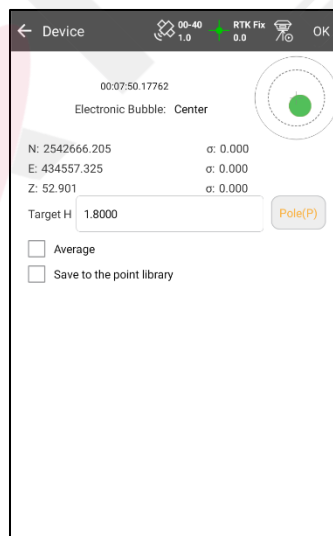 ← Device 00-40 1.0 RTK Fix 0.0 OK
00:07:50.17762
Electronic Bubble: Center
N: 2542666.205 σ: 0.000
E: 434557.325 σ: 0.000
Z: 52.901 σ: 0.000
Target H 1.8000 Pole(P)
Average
Save to the point library